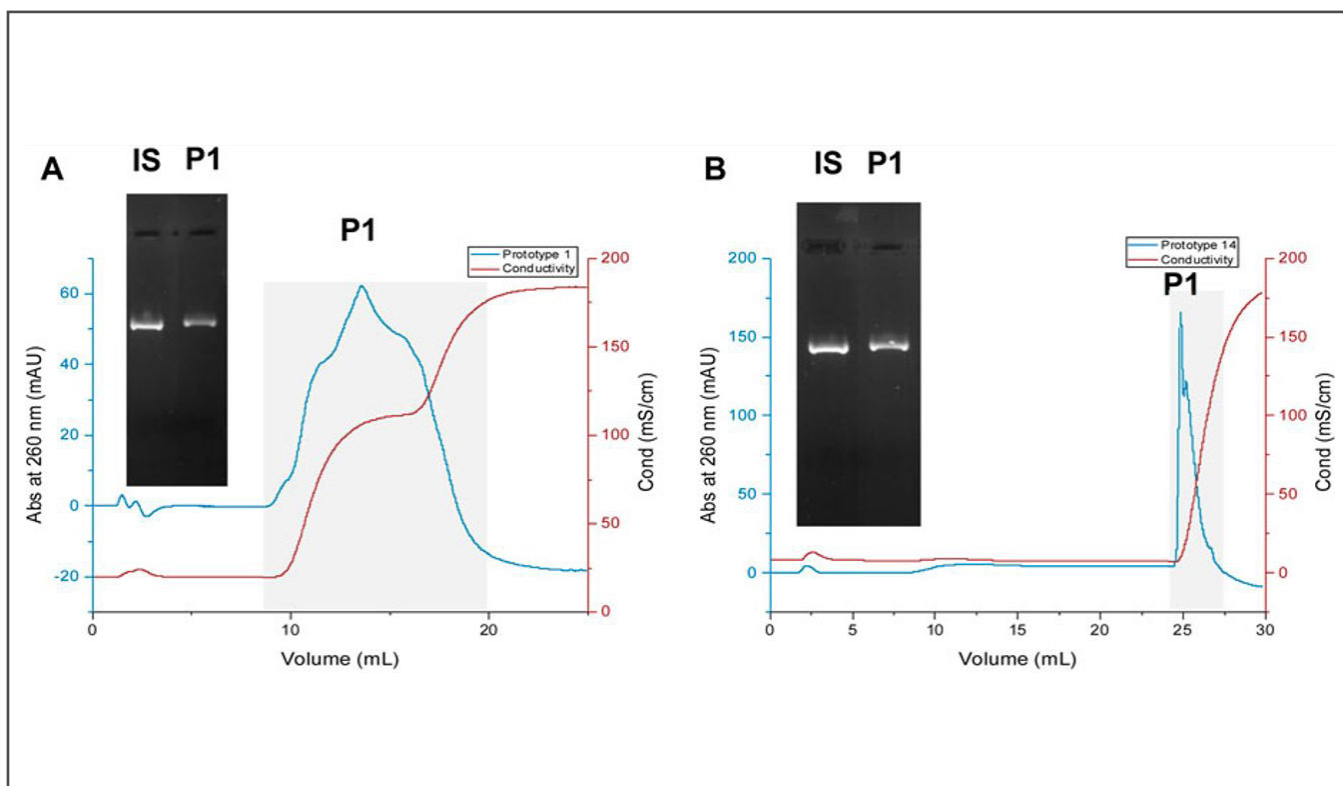 A
IS P1
P1
Prototype 1
Conductivity
60
40
20
0
-20
Abs at 260 nm (mAU)
200
150
100
50
0
Cond (mS/cm)
0 10 20
Volume (mL)
B
IS P1
Prototype 14
Conductivity
P1
200
150
100
50
0
Abs at 260 nm (mAU)
200
150
100
50
0
Cond (mS/cm)
0 5 10 15 20 25 30
Volume (mL)